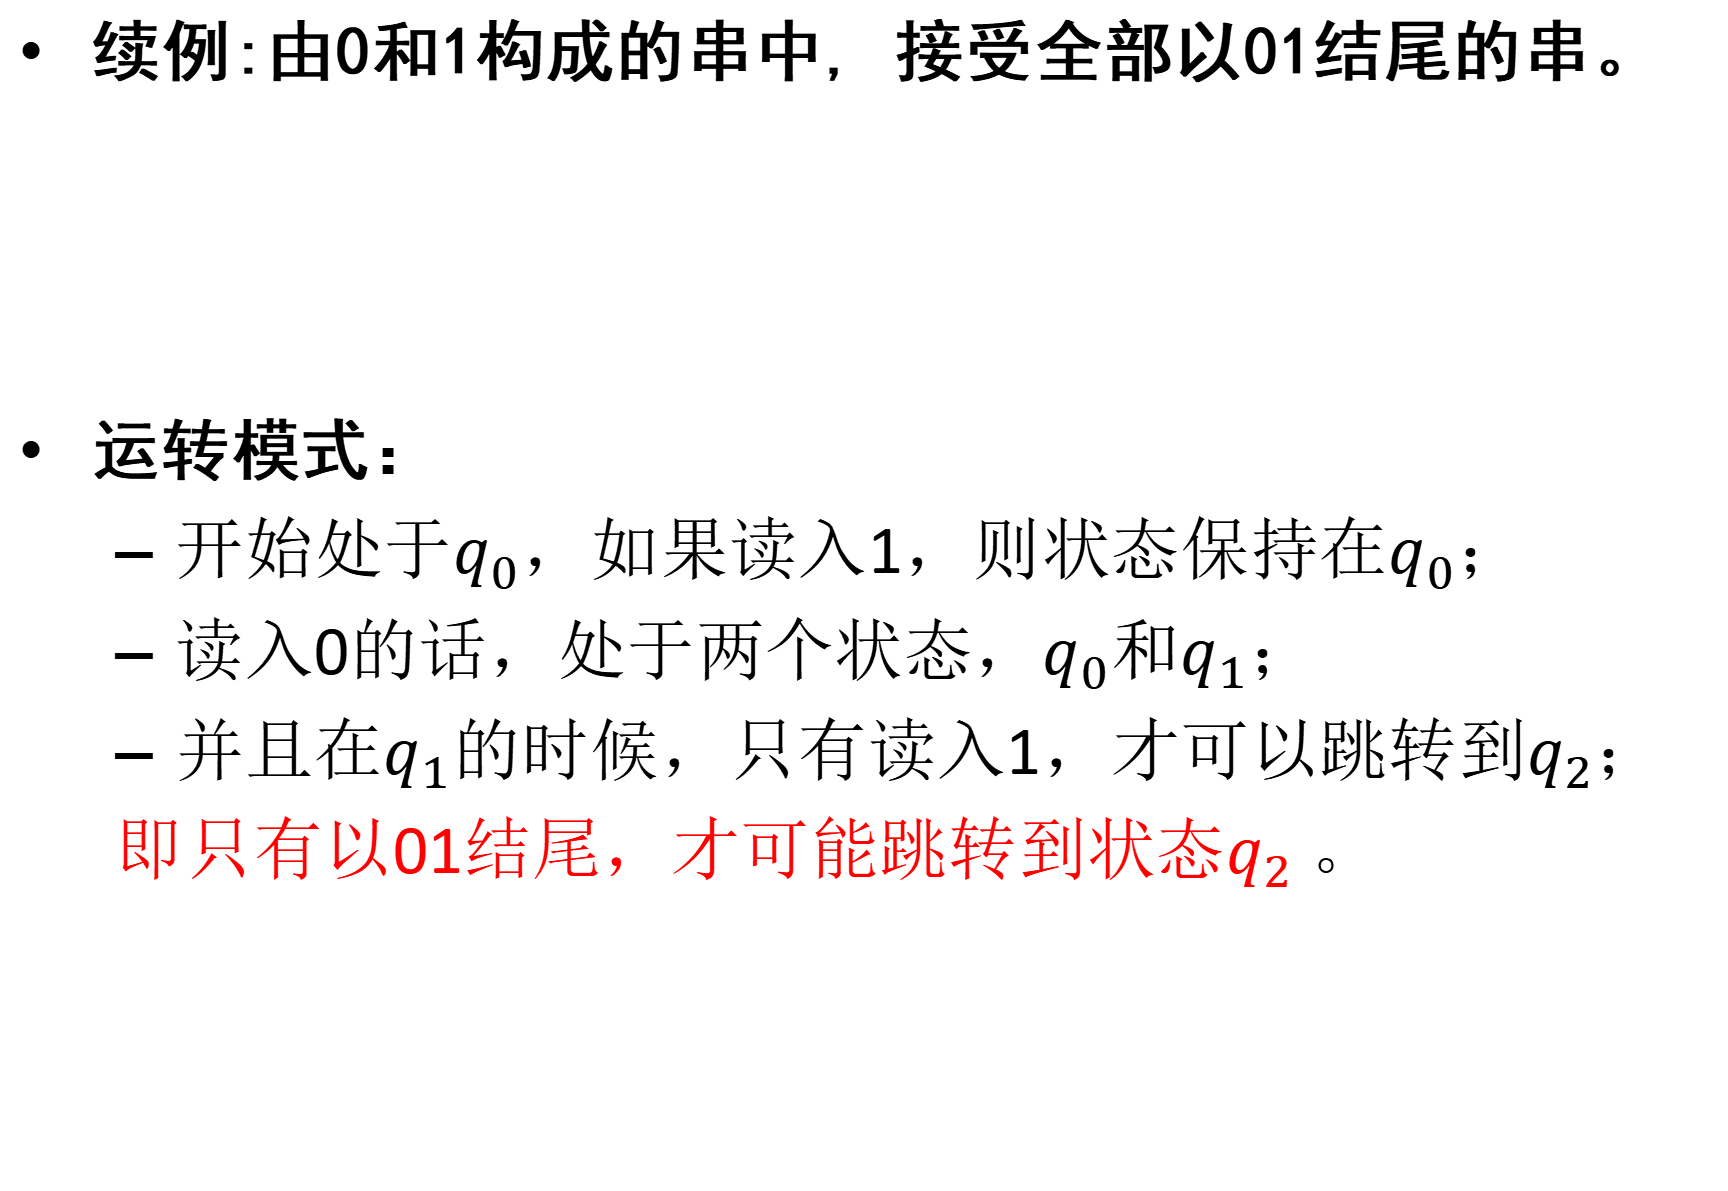 • 续例:由0和1构成的串中, 接受全部以01结尾的串。
• 运转模式:
– 开始处于q₀，如果读入1，则状态保持在q₀；
– 读入0的话，处于两个状态，q₀和q₁；
– 并且在q₁的时候，只有读入1，才可以跳转到q₂；
即只有以01结尾，才可能跳转到状态q₂ 。